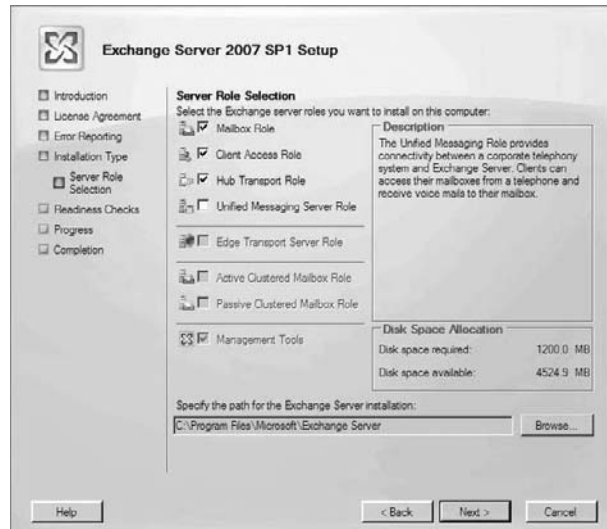 Exchange Server 2007 SP1 Setup
Introduction
License Agreement
Error Reporting
Installation Type
Server Role
Selection
Readiness Checks
Progress
Completion
Server Role Selection
Select the Exchange server roles you want to install on this computer:
Mailbox Role
Client Access Role
Hub Transport Role
Unified Messaging Server Role
Edge Transport Server Role
Active Clustered Mailbox Role
Passive Clustered Mailbox Role
Management Tools
Description
The Unified Messaging Role provides
connectivity between a corporate telephony
system and Exchange Server. Clients can
access their mailboxes from a telephone and
receive voice mails to their mailbox.
Disk Space Allocation
Disk space required: 1200.0 MB
Disk space available: 4524.9 MB
Specify the path for the Exchange Server installation:
C:\Program Files\Microsoft\Exchange Server
Browse...
Help
< Back
Next >
Cancel